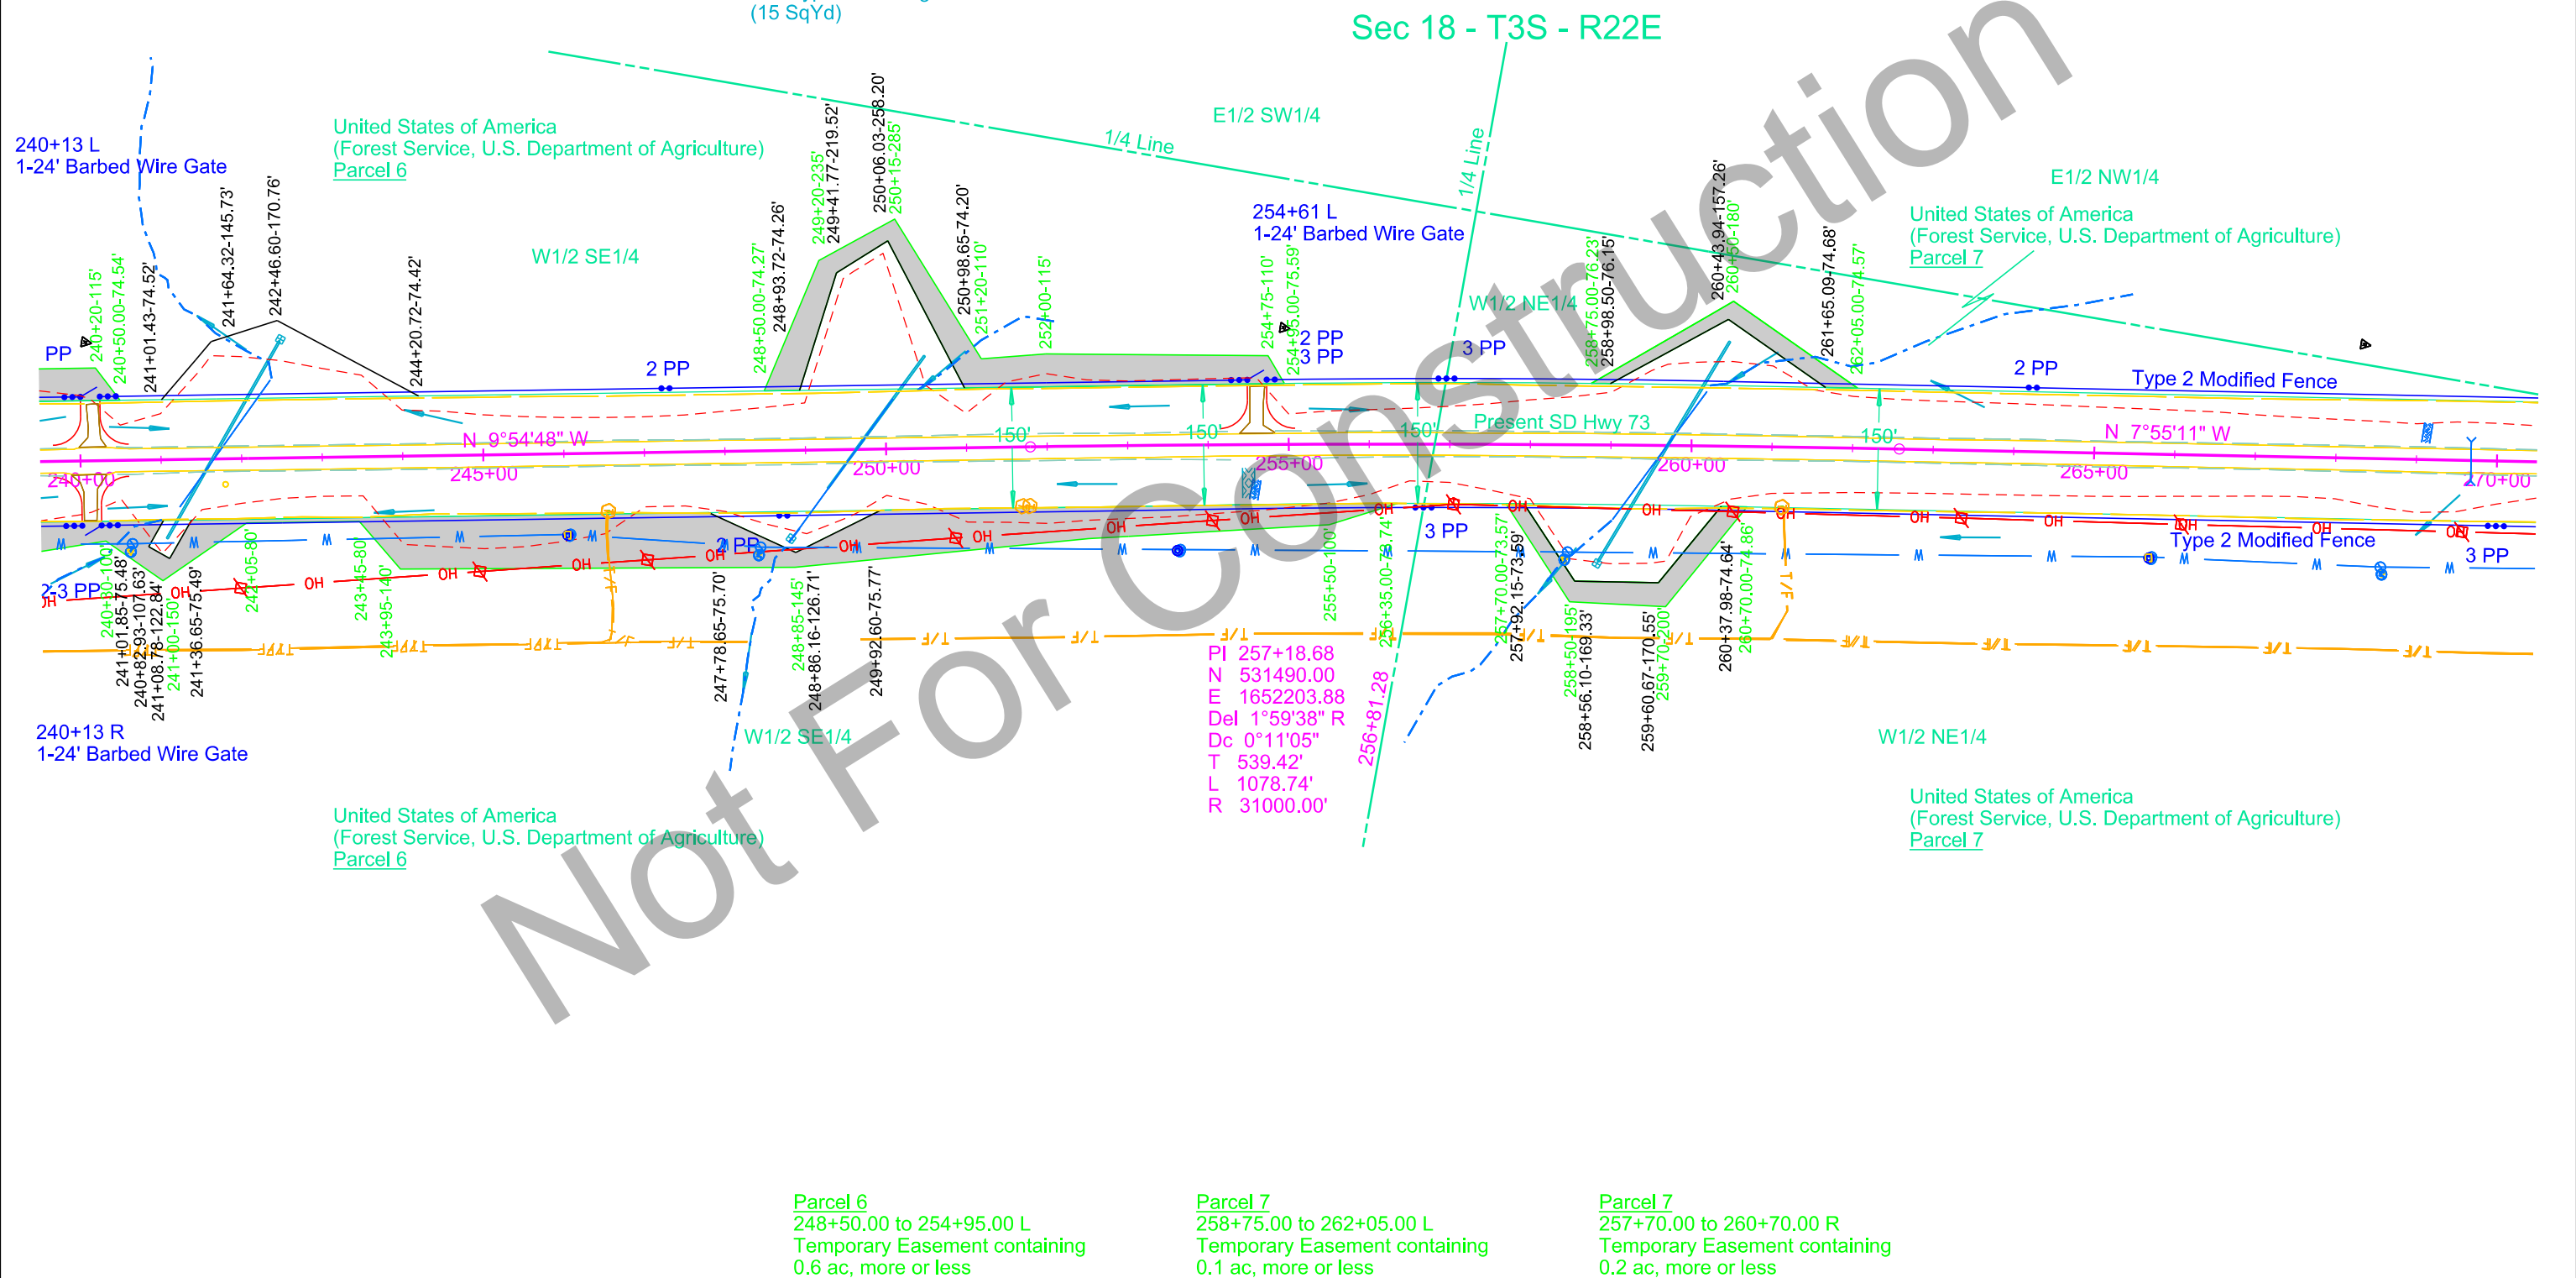 (15 SqYd)
Sec 18 - T3S - R22E
240+13 L
1-24' Barbed Wire Gate
United States of America
(Forest Service, U.S. Department of Agriculture)
Parcel 6
W1/2 SE1/4
E1/2 SW1/4
1/4 Line
1/4 Line
254+61 L
1-24' Barbed Wire Gate
W1/2 NE1/4
E1/2 NW1/4
United States of America
(Forest Service, U.S. Department of Agriculture)
Parcel 7
240+20-115'
240+50.00-74.54'
241+01.43-74.52'
241+64.32-145.73'
242+46.60-170.76'
244+20.72-74.42'
248+50.00-74.27'
248+93.72-74.26'
249+20-235'
249+41.77-219.52'
250+06.03-258.20'
250+15-285'
250+98.65-74.20'
251+20-110'
252+00-115'
254+75-110'
254+95.00-75.59'
258+75.00-76.23'
258+98.50-76.15'
260+43.94-157.26'
260+50-180'
261+65.09-74.68'
262+05.00-74.57'
PP
2 PP
2 PP
3 PP
3 PP
2 PP
Type 2 Modified Fence
N 9°54'48" W
150'
150'
150'
Present SD Hwy 73
150'
N 7°55'11" W
240+00
245+00
250+00
255+00
260+00
265+00
270+00
2-3 PP
2 PP
3 PP
Type 2 Modified Fence
3 PP
OH OH OH OH OH OH OH OH OH OH OH OH OH OH OH OH OH
W W W W W W W W W W W W W W W W W W
T/F T/F T/F T/F T/F T/F T/F T/F T/F T/F T/F T/F T/F
240+30-100'
241+01.85-75.48'
240+82.93-107.63'
241+08.78-122.84'
241+00-150'
241+36.65-75.49'
242+05-80'
243+45-80'
243+95-140'
247+78.65-75.70'
248+85-145'
248+86.16-126.71'
249+92.60-75.77'
255+50-100'
256+35.00-73.74'
257+70.00-73.57'
257+92.15-73.59'
258+50-195'
258+56.10-169.33'
259+60.67-170.55'
259+70-200'
260+37.98-74.64'
260+70.00-74.86'
PI 257+18.68
N 531490.00
E 1652203.88
Del 1°59'38" R
Dc 0°11'05"
T 539.42'
L 1078.74'
R 31000.00'
256+81.28
240+13 R
1-24' Barbed Wire Gate
W1/2 SE1/4
W1/2 NE1/4
United States of America
(Forest Service, U.S. Department of Agriculture)
Parcel 6
United States of America
(Forest Service, U.S. Department of Agriculture)
Parcel 7
Not For Construction
Parcel 6
248+50.00 to 254+95.00 L
Temporary Easement containing
0.6 ac, more or less
Parcel 7
258+75.00 to 262+05.00 L
Temporary Easement containing
0.1 ac, more or less
Parcel 7
257+70.00 to 260+70.00 R
Temporary Easement containing
0.2 ac, more or less